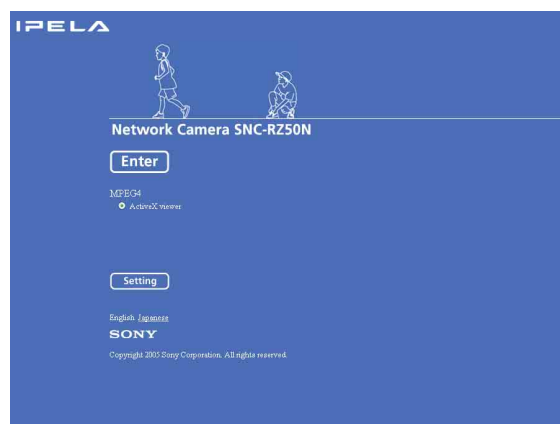 IPELA
Network Camera SNC-RZ50N
Enter
MPEG4
ActiveX viewer
Setting
English Japanese
SONY
Copyright 2005 Sony Corporation. All rights reserved.